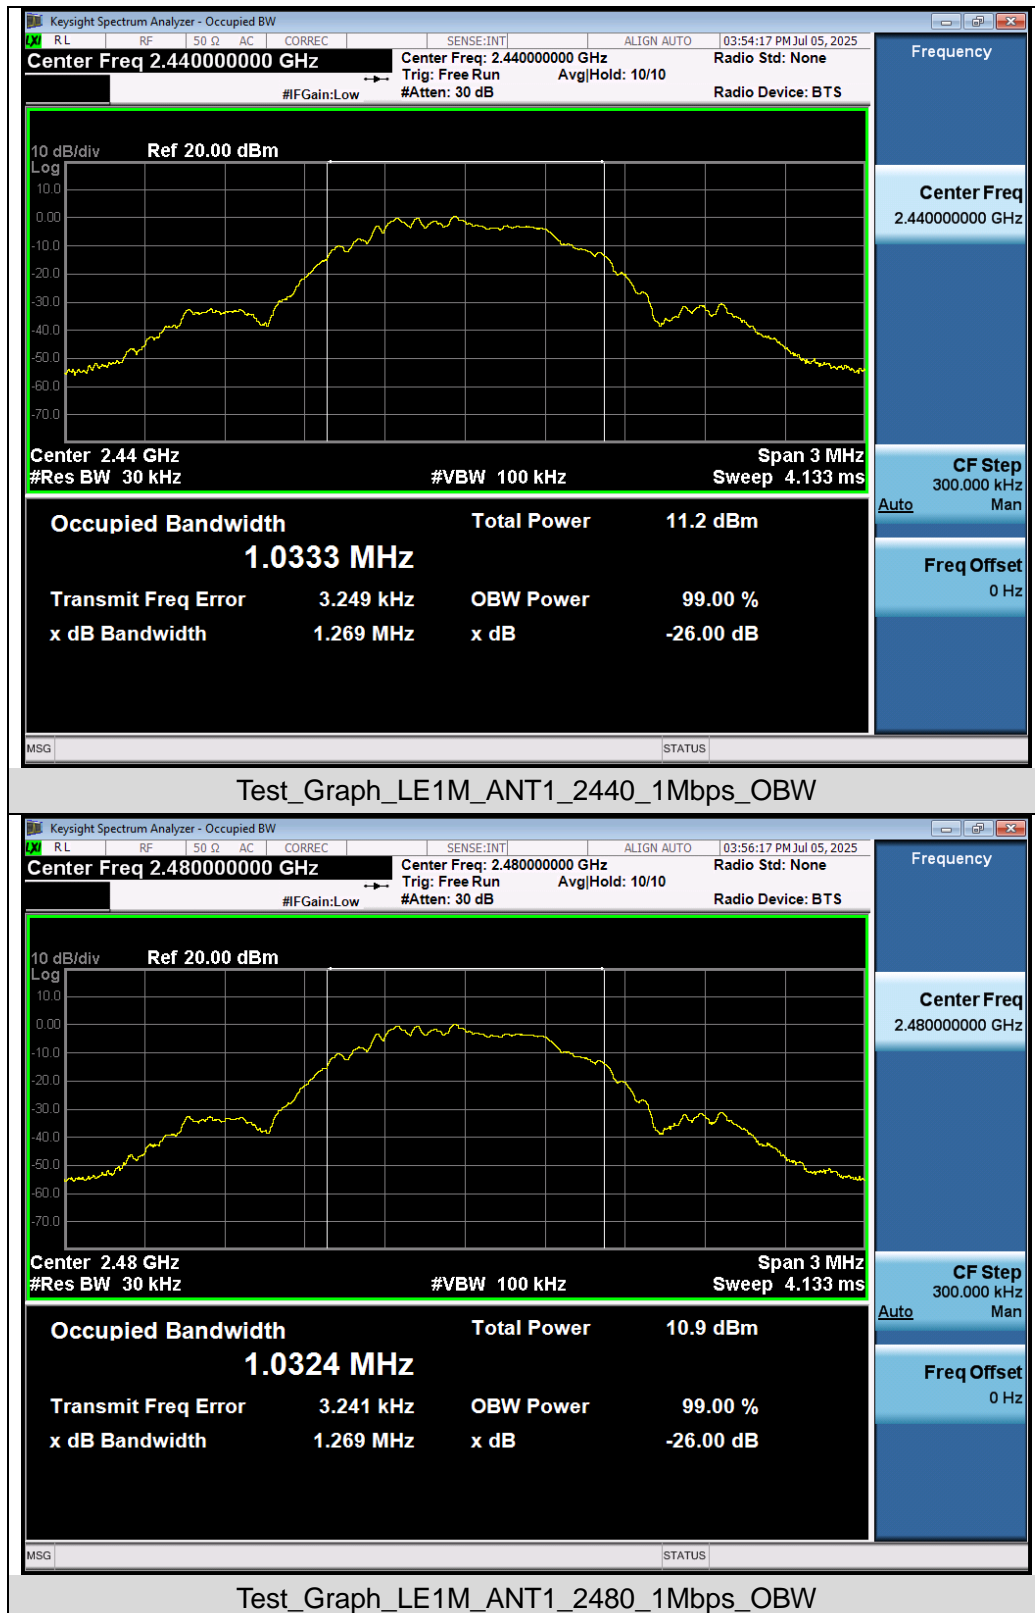 Keysight Spectrum Analyzer - Occupied BW
LXI RL RF 50 Ω AC CORREC SENSE:INT ALIGN AUTO 03:54:17 PM Jul 05, 2025
Center Freq 2.440000000 GHz
Center Freq: 2.440000000 GHz
Radio Std: None
Trig: Free Run Avg|Hold: 10/10
#IFGain:Low
#Atten: 30 dB
Radio Device: BTS
Frequency
10 dB/div Ref 20.00 dBm
Log
10.0
0.00
-10.0
-20.0
-30.0
-40.0
-50.0
-60.0
-70.0
Center Freq
2.440000000 GHz
Center 2.44 GHz Span 3 MHz
#Res BW 30 kHz #VBW 100 kHz Sweep 4.133 ms
CF Step
300.000 kHz
Auto Man
Occupied Bandwidth Total Power 11.2 dBm
1.0333 MHz
Transmit Freq Error 3.249 kHz OBW Power 99.00 %
x dB Bandwidth 1.269 MHz x dB -26.00 dB
Freq Offset
0 Hz
MSG STATUS
Test_Graph_LE1M_ANT1_2440_1Mbps_OBW
Keysight Spectrum Analyzer - Occupied BW
LXI RL RF 50 Ω AC CORREC SENSE:INT ALIGN AUTO 03:56:17 PM Jul 05, 2025
Center Freq 2.480000000 GHz
Center Freq: 2.480000000 GHz
Radio Std: None
Trig: Free Run Avg|Hold: 10/10
#IFGain:Low
#Atten: 30 dB
Radio Device: BTS
Frequency
10 dB/div Ref 20.00 dBm
Log
10.0
0.00
-10.0
-20.0
-30.0
-40.0
-50.0
-60.0
-70.0
Center Freq
2.480000000 GHz
Center 2.48 GHz Span 3 MHz
#Res BW 30 kHz #VBW 100 kHz Sweep 4.133 ms
CF Step
300.000 kHz
Auto Man
Occupied Bandwidth Total Power 10.9 dBm
1.0324 MHz
Transmit Freq Error 3.241 kHz OBW Power 99.00 %
x dB Bandwidth 1.269 MHz x dB -26.00 dB
Freq Offset
0 Hz
MSG STATUS
Test_Graph_LE1M_ANT1_2480_1Mbps_OBW